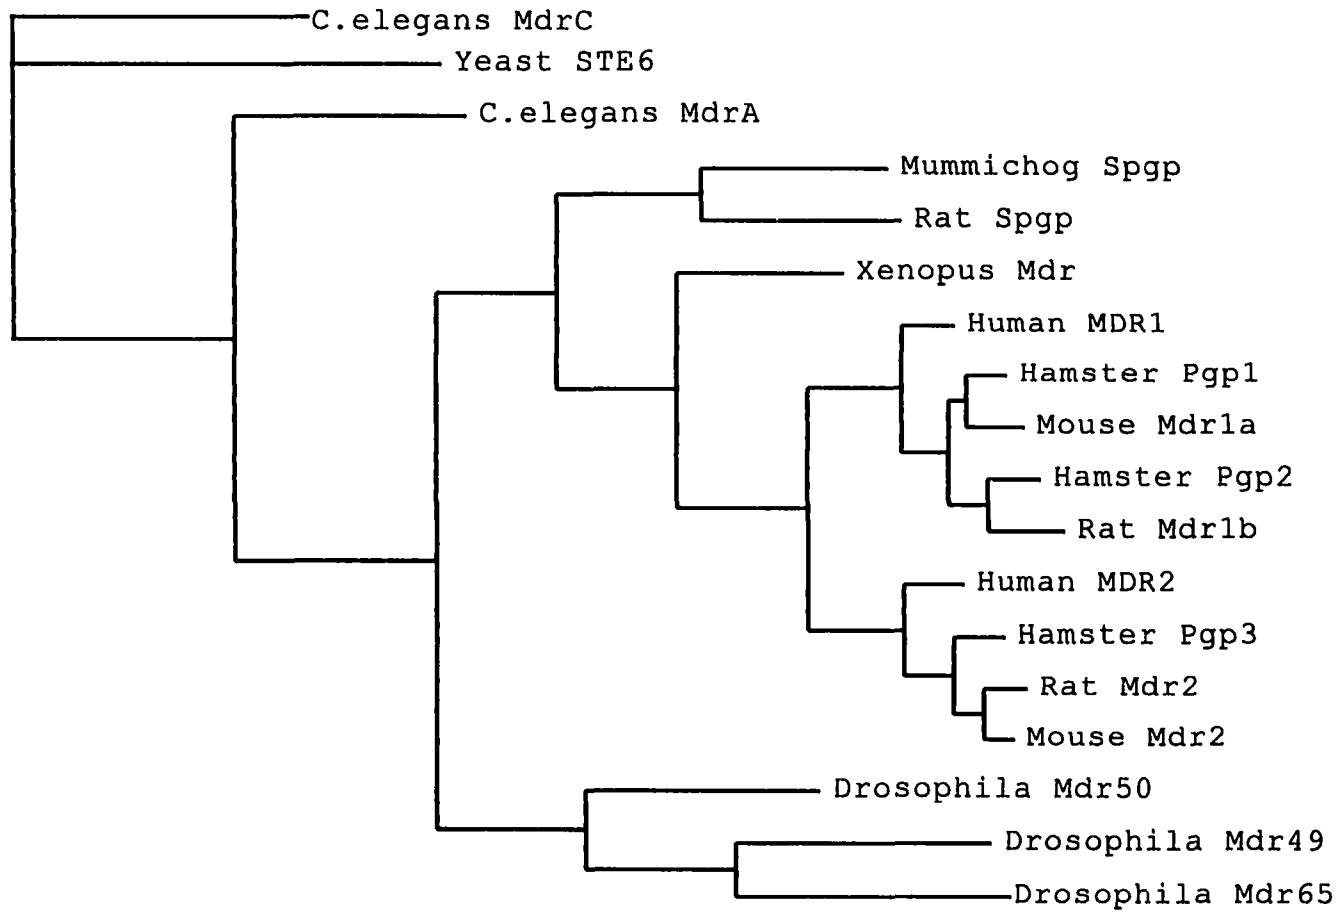 C.elegans MdrC
Yeast STE6
C.elegans MdrA
Mummichog Spgp
Rat Spgp
Xenopus Mdr
Human MDR1
Hamster Pgp1
Mouse Mdr1a
Hamster Pgp2
Rat Mdr1b
Human MDR2
Hamster Pgp3
Rat Mdr2
Mouse Mdr2
Drosophila Mdr50
Drosophila Mdr49
Drosophila Mdr65